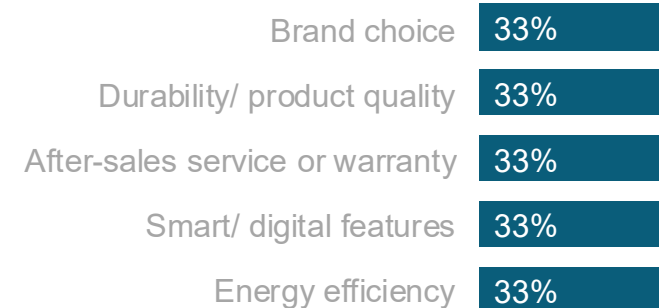 Brand choice 33%
Durability/ product quality 33%
After-sales service or warranty 33%
Smart/ digital features 33%
Energy efficiency 33%